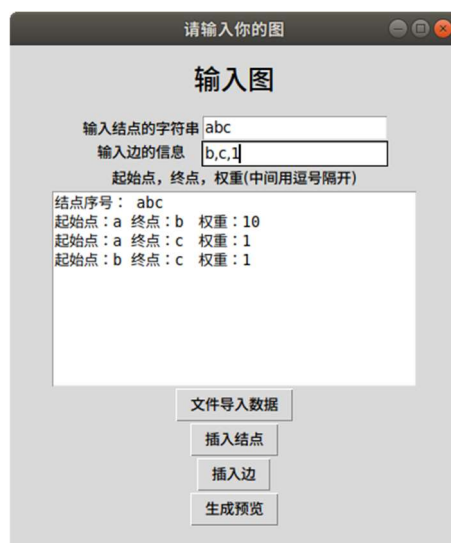 请输入你的图
输入图
输入结点的字符串 abc
输入边的信息 b,c,1
起始点，终点，权重(中间用逗号隔开)
结点序号： abc
起始点：a 终点：b 权重：10
起始点：a 终点：c 权重：1
起始点：b 终点：c 权重：1
文件导入数据
插入结点
插入边
生成预览